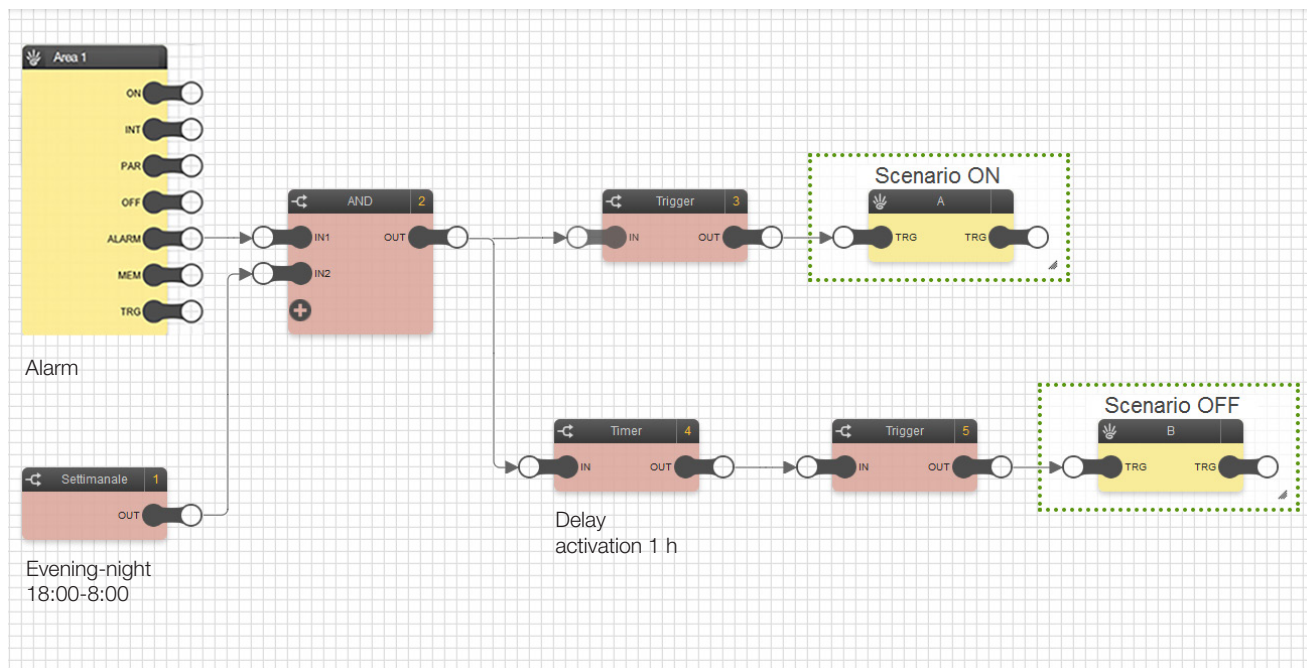 Area 1
ON
INT
PAR
OFF
ALARM
MEM
TRG
Alarm
Settimanale 1
OUT
Evening-night
18:00-8:00
AND 2
IN1 OUT
IN2
Trigger 3
IN OUT
Scenario ON
A
TRG TRG
Timer 4
IN OUT
Delay
activation 1 h
Trigger 5
IN OUT
Scenario OFF
B
TRG TRG